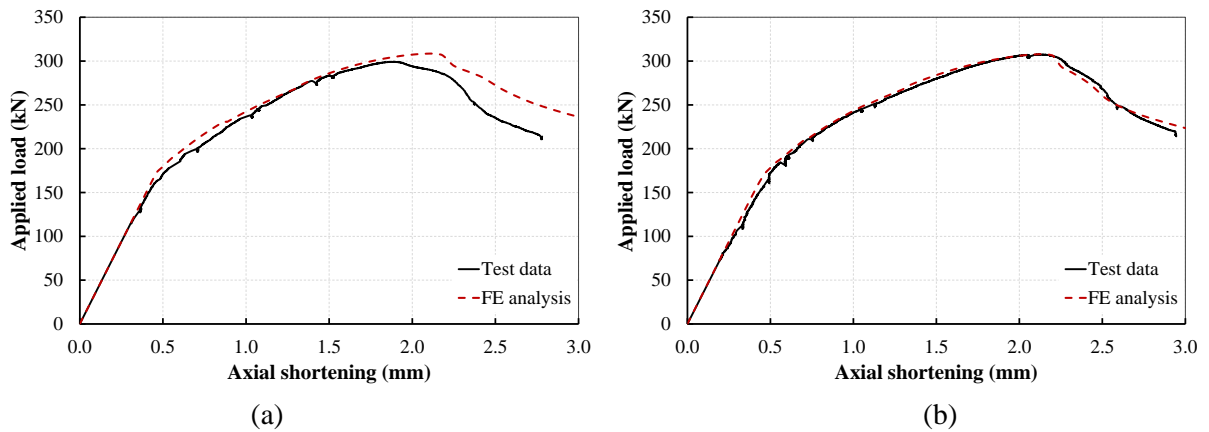 350
300
250
200
150
100
50
0
Applied load (kN)
Test data
FE analysis
0.0 0.5 1.0 1.5 2.0 2.5 3.0
Axial shortening (mm)
(a)
350
300
250
200
150
100
50
0
Applied load (kN)
Test data
FE analysis
0.0 0.5 1.0 1.5 2.0 2.5 3.0
Axial shortening (mm)
(b)